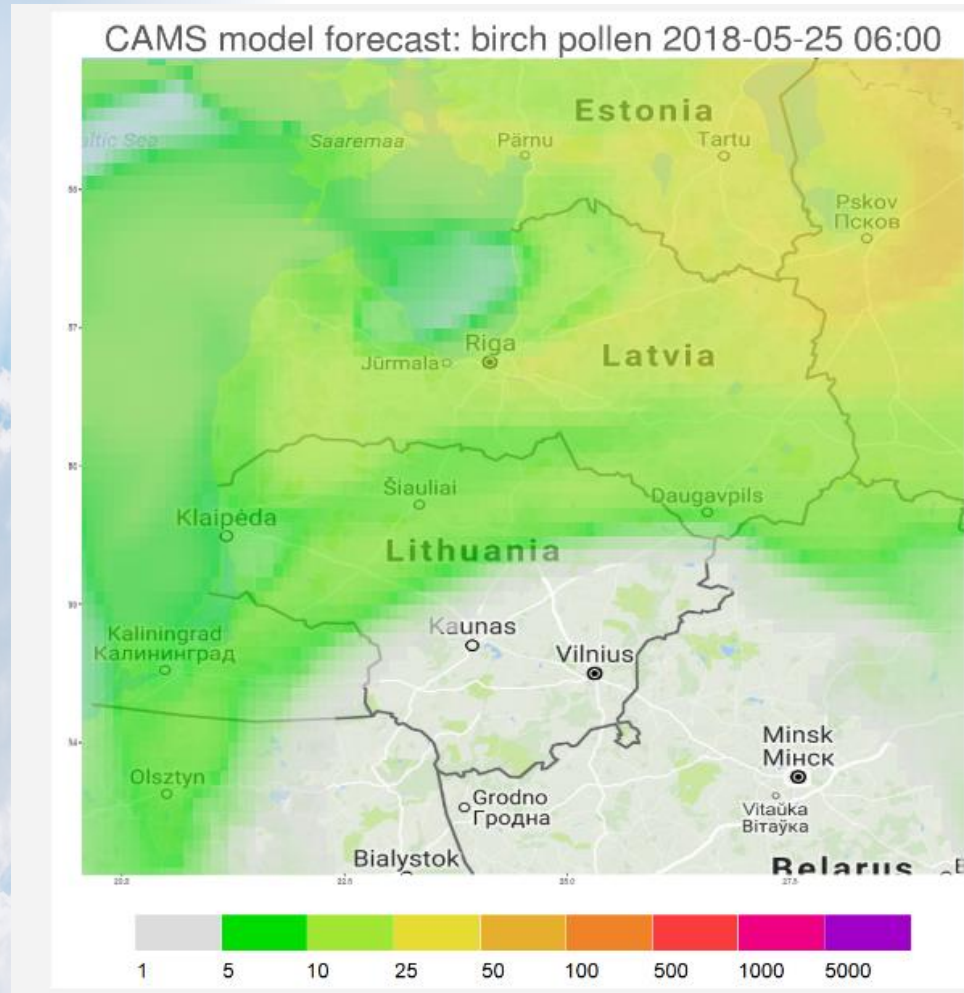 CAMS model forecast: birch pollen 2018-05-25 06:00
Estonia
Saaremaa
Pärnu
Tartu
Pskov
Псков
Riga
Jūrmala
Latvia
Šiauliai
Daugavpils
Klaipėda
Lithuania
Kaliningrad
Калининград
Kaunas
Vilnius
Olsztyn
Minsk
Мінск
Grodno
Гродна
Vitaŭka
Вітаўка
Bialystok
Belarus
1 5 10 25 50 100 500 1000 5000